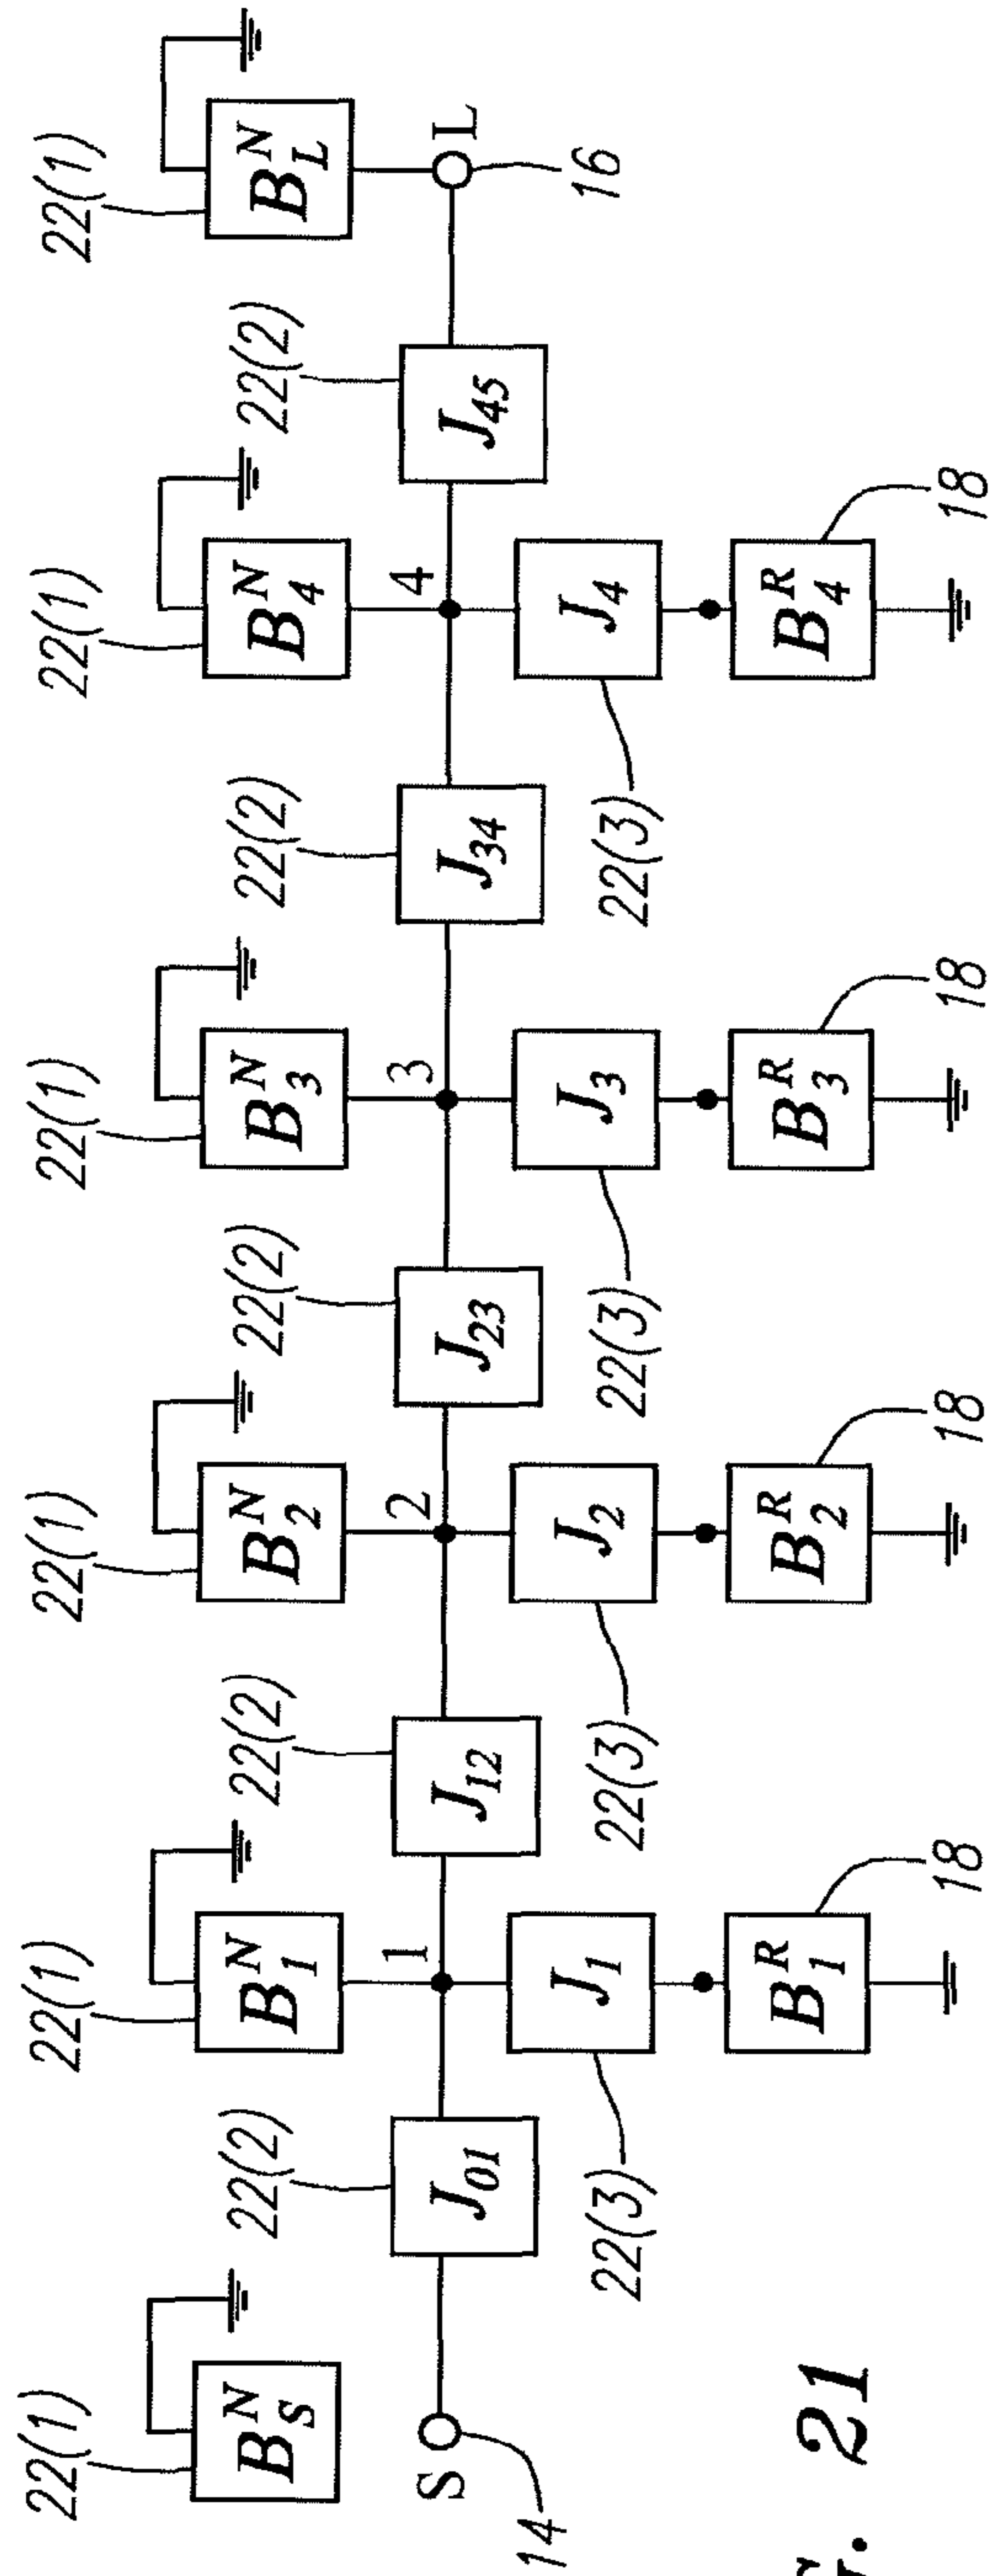 22(1) 22(1) 22(1) 22(1) 22(1) 22(1)
B^N_S B^N_1 B^N_2 B^N_3 B^N_4 B^N_L
22(2) 22(2) 22(2) 22(2) 22(2)
S 1 2 3 4 L
J_01 J_12 J_23 J_34 J_45
14 16
J_1 J_2 J_3 J_4
22(3) 22(3) 22(3) 22(3)
B^R_1 B^R_2 B^R_3 B^R_4
18 18 18 18
21